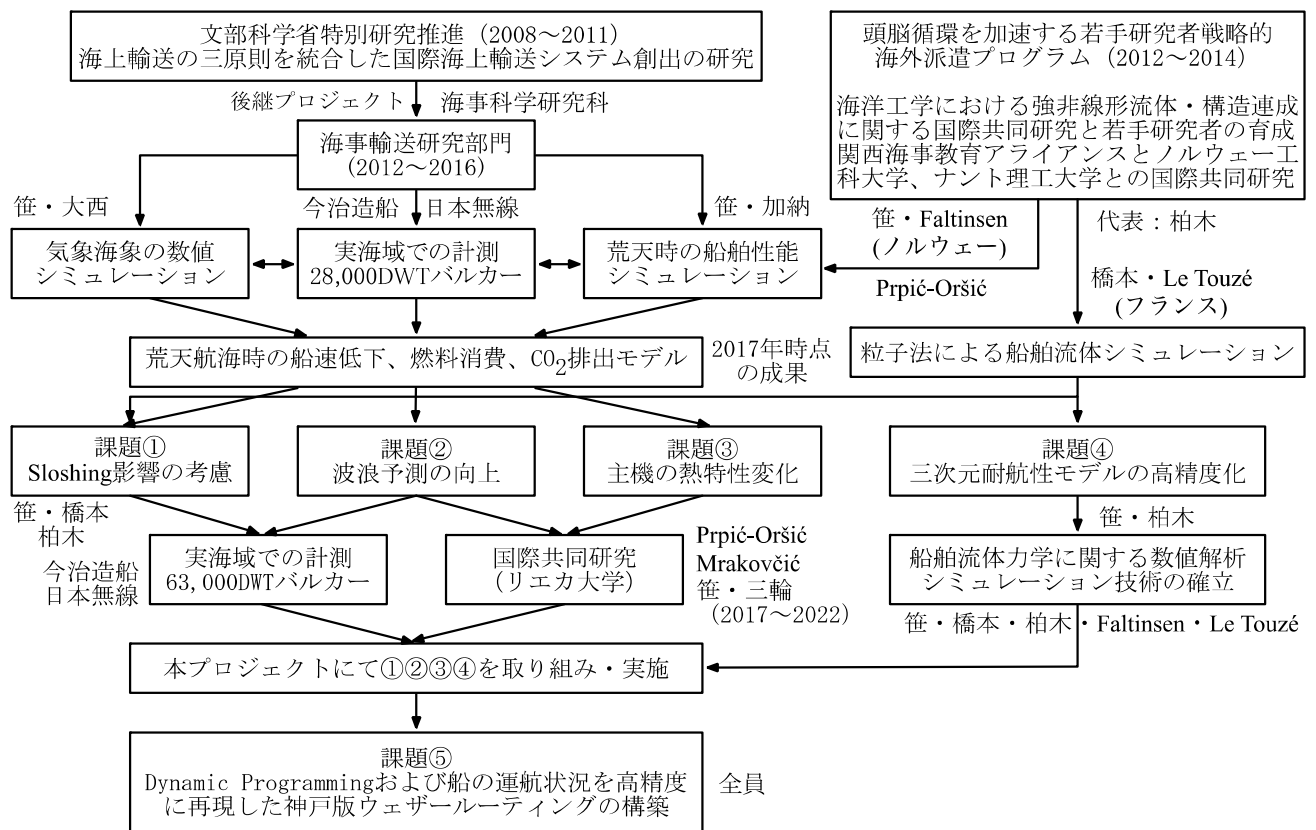 文部科学省特別研究推進（2008～2011）
海上輸送の三原則を統合した国際海上輸送システム創出の研究
頭脳循環を加速する若手研究者戦略的
海外派遣プログラム（2012～2014）
海洋工学における強非線形流体・構造連成
に関する国際共同研究と若手研究者の育成
関西海事教育アライアンスとノルウェー工
科大学、ナント理工大学との国際共同研究
後継プロジェクト
海事科学研究科
海事輸送研究部門
(2012～2016)
笹・大西
今治造船
日本無線
笹・加納
笹・Faltinsen
(ノルウェー)
代表：柏木
気象海象の数値
シミュレーション
実海域での計測
28,000DWTバルカー
荒天時の船舶性能
シミュレーション
Prpić-Oršić
橋本・Le Touzé
(フランス)
荒天航海時の船速低下、燃料消費、CO2排出モデル
2017年時点
の成果
粒子法による船舶流体シミュレーション
課題①
Sloshing影響の考慮
課題②
波浪予測の向上
課題③
主機の熱特性変化
課題④
三次元耐航性モデルの高精度化
笹・橋本
柏木
笹・柏木
今治造船
日本無線
実海域での計測
63,000DWTバルカー
国際共同研究
(リエカ大学)
Prpić-Oršić
Mrakovčić
笹・三輪
（2017～2022）
船舶流体力学に関する数値解析
シミュレーション技術の確立
笹・橋本・柏木・Faltinsen・Le Touzé
本プロジェクトにて①②③④を取り組み・実施
課題⑤
Dynamic Programmingおよび船の運航状況を高精度
に再現した神戸版ウェザールーティングの構築
全員